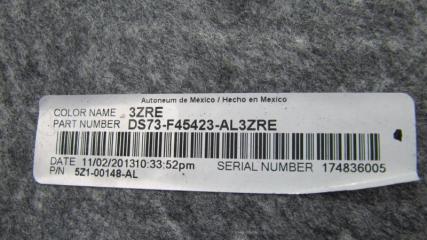 Autoneum de Mexico / Hecho en Mexico
COLOR NAME 3ZRE
PART NUMBER DS73-F45423-AL3ZRE
DATE 11/02/201310:33:52pm SERIAL NUMBER 174836005
P/N 5Z1-00148-AL